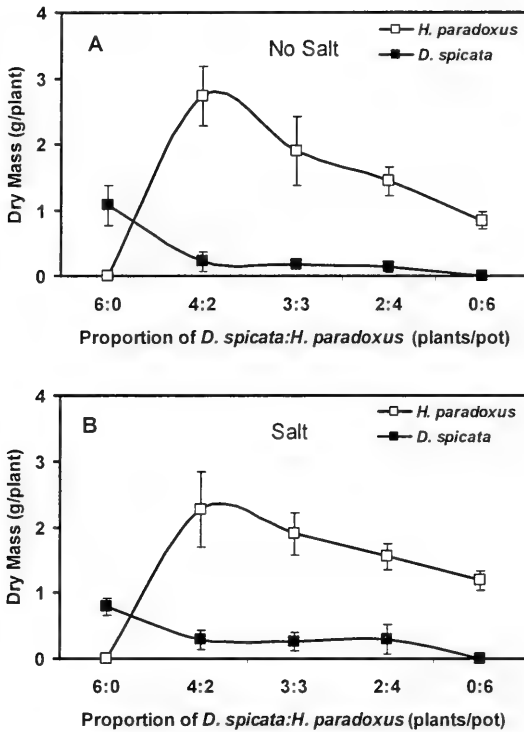 A
No Salt
H. paradoxus
D. spicata
4
3
2
1
0
Dry Mass (g/plant)
6:0 4:2 3:3 2:4 0:6
Proportion of D. spicata:H. paradoxus (plants/pot)
B
Salt
H. paradoxus
D. spicata
4
3
2
1
0
Dry Mass (g/plant)
6:0 4:2 3:3 2:4 0:6
Proportion of D. spicata:H. paradoxus (plants/pot)